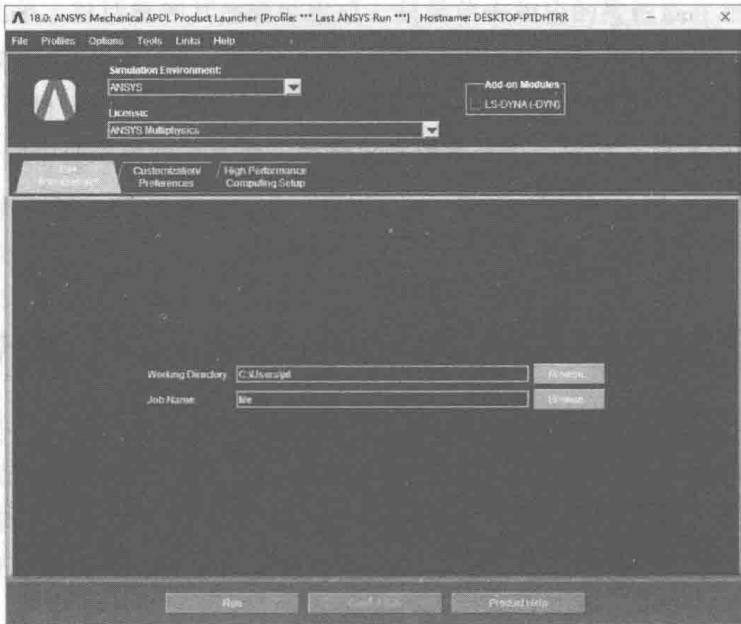 18.0: ANSYS Mechanical APDL Product Launcher [Profile: *** Last ANSYS Run ***] Hostname: DESKTOP-PTDHTRR
File Profiles Options Tools Links Help
Simulation Environment:
ANSYS
Add-on Modules
LS-DYNA (-DYN)
License:
ANSYS Multiphysics
Customization/
Preferences
High Performance
Computing Setup
Working Directory
Browse...
Job Name:
file
Browse...
Run
Product Help